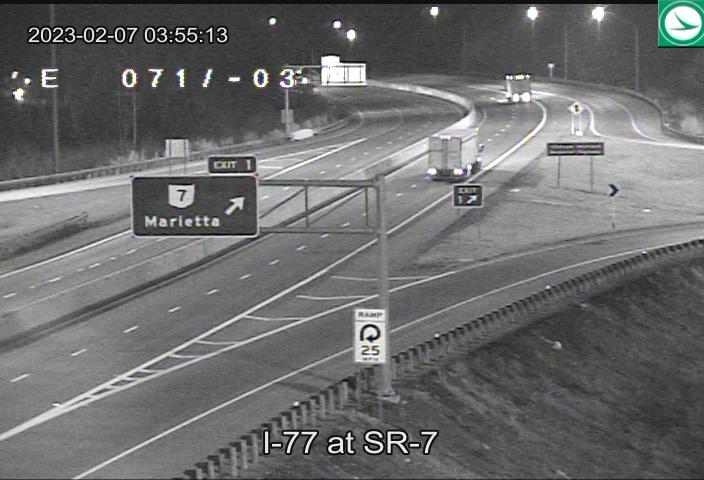 2023-02-07 03:55:13
E 071/-03
EXIT 1
7
Marietta
EXIT
1
RAMP
25
MPH
I-77 at SR-7